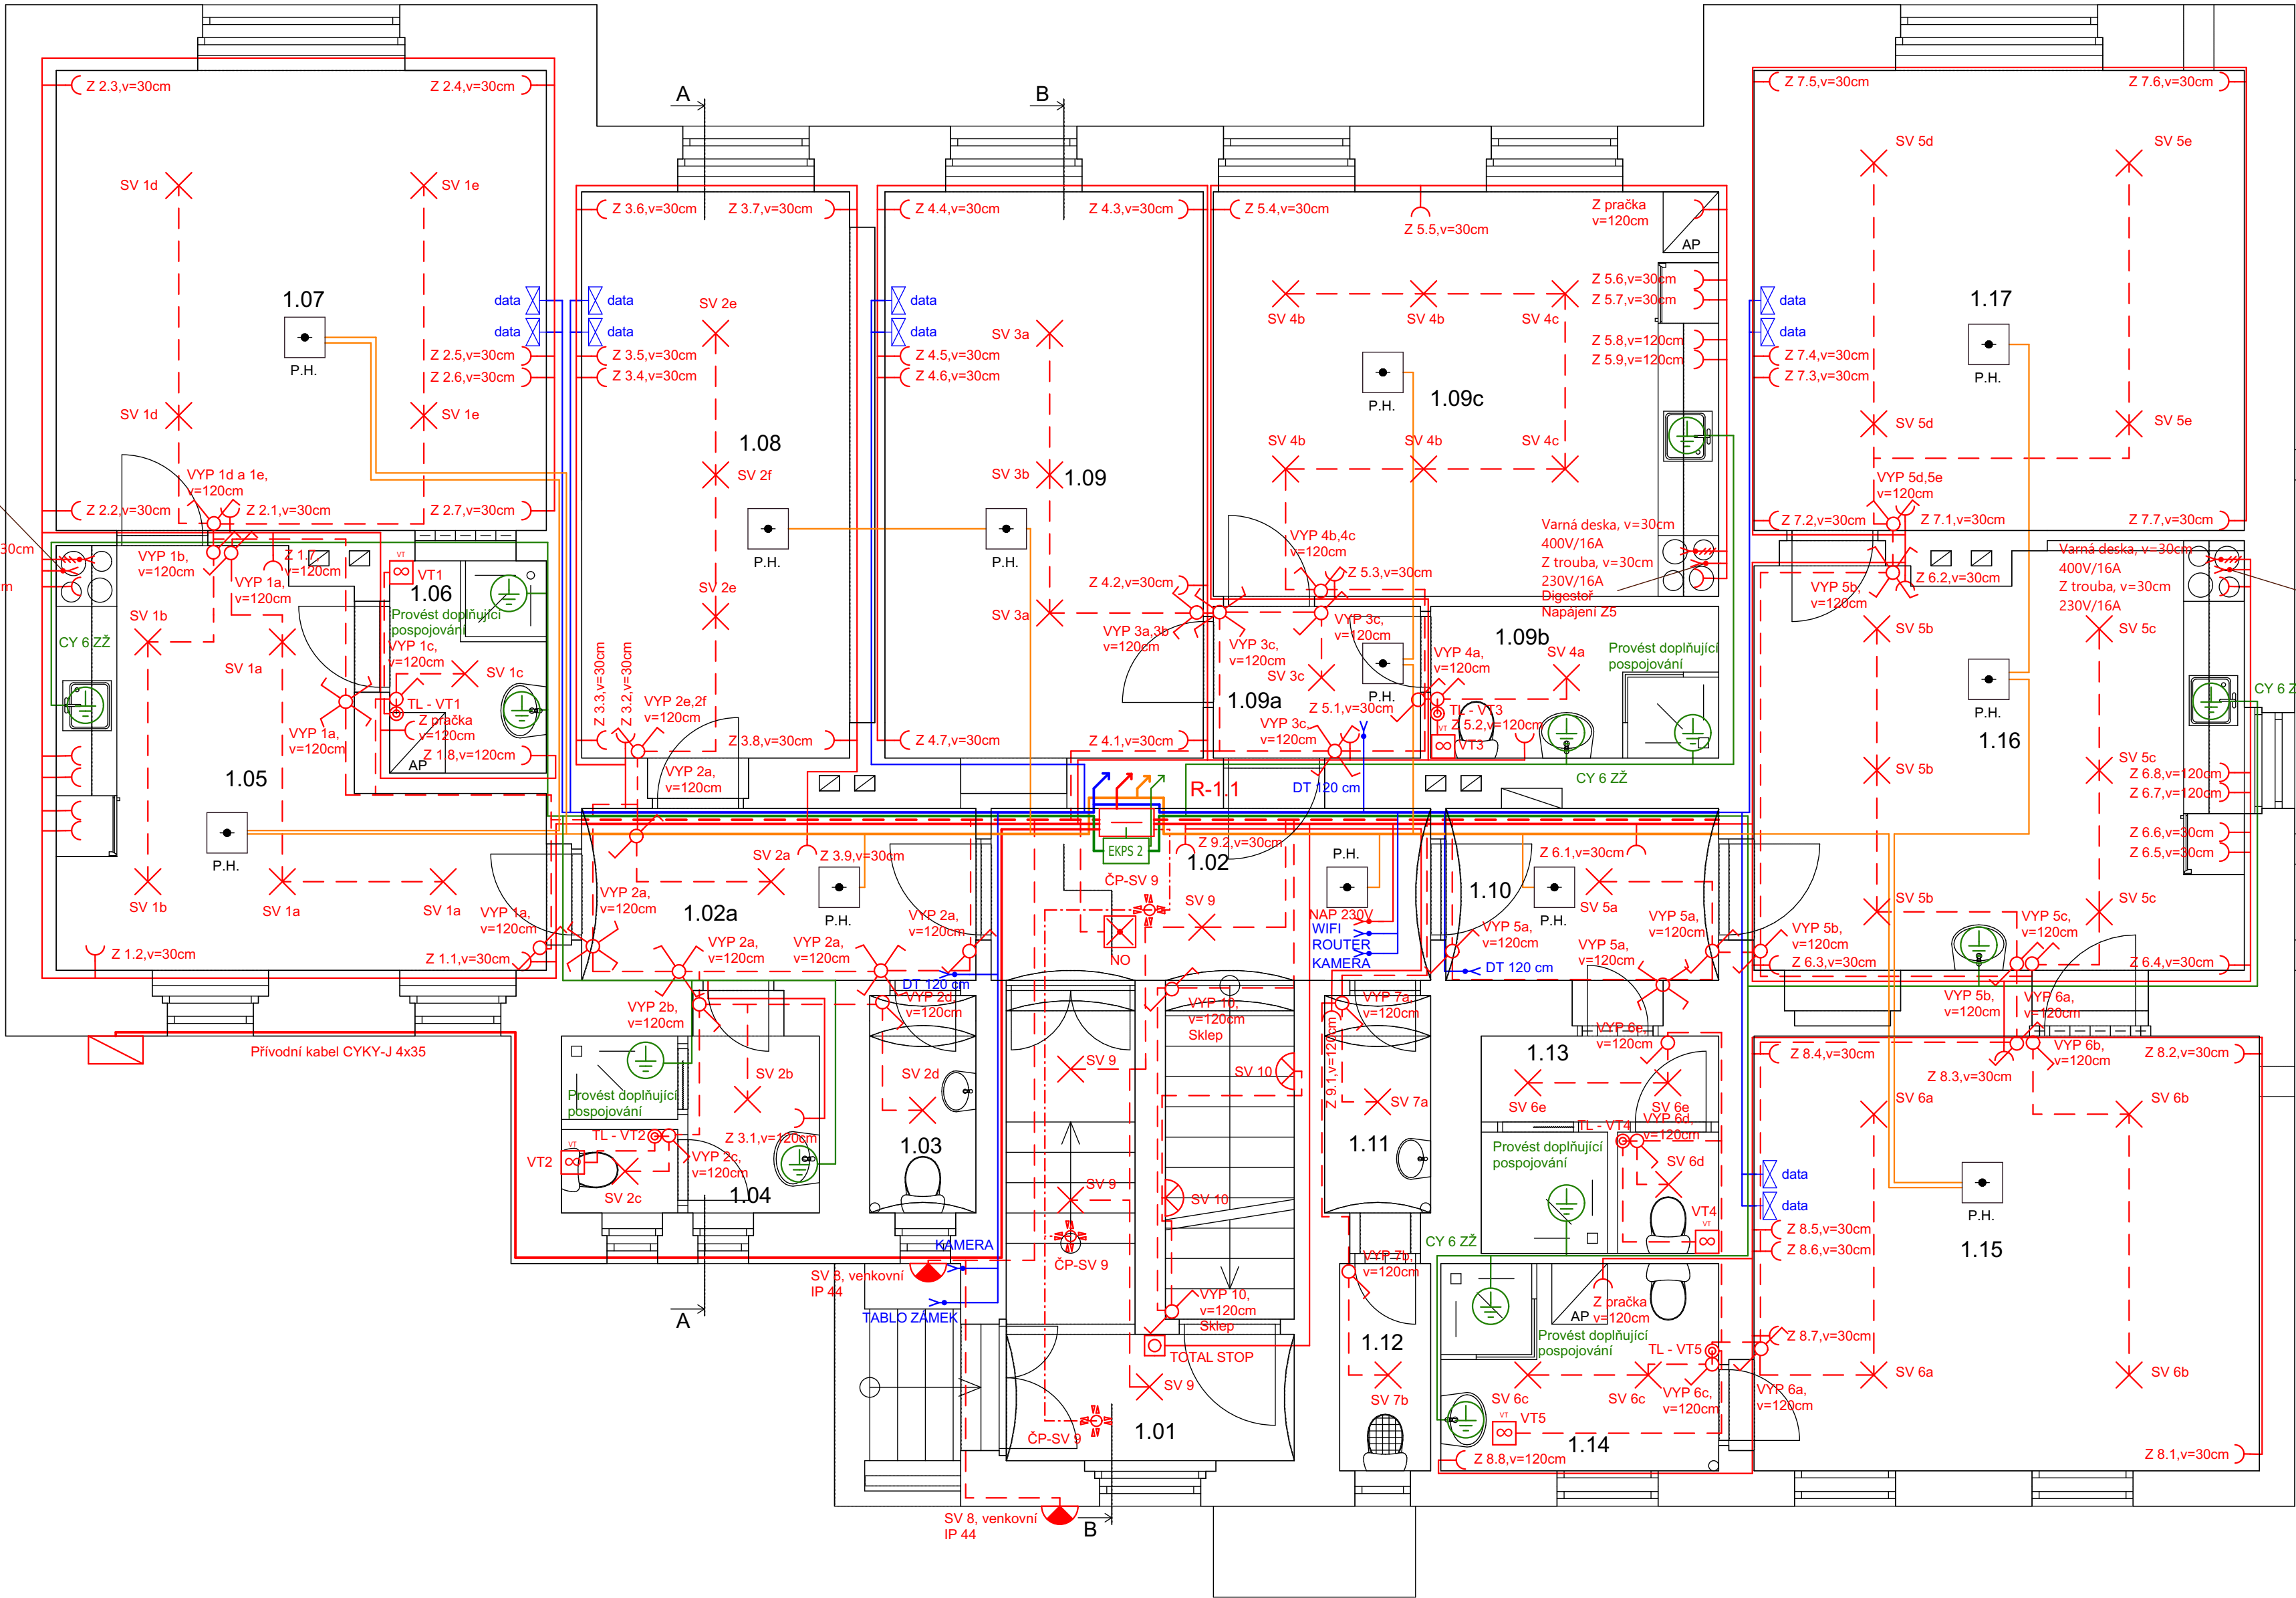 A
B
Z 2.3,v=30cm
Z 2.4,v=30cm
Z 7.5,v=30cm
Z 7.6,v=30cm
SV 5d
SV 5e
SV 1d
SV 1e
Z 3.6,v=30cm
Z 3.7,v=30cm
Z 4.4,v=30cm
Z 4.3,v=30cm
Z 5.4,v=30cm
Z 5.5,v=30cm
Z pračka
v=120cm
AP
1.07
P.H.
data
data
data
data
data
data
data
data
Z 2.5,v=30cm
Z 2.6,v=30cm
Z 3.5,v=30cm
Z 3.4,v=30cm
SV 2e
SV 3a
Z 4.5,v=30cm
Z 4.6,v=30cm
SV 4b
SV 4b
SV 4c
Z 5.6,v=30cm
Z 5.7,v=30cm
Z 5.8,v=120cm
Z 5.9,v=120cm
1.17
P.H.
Z 7.4,v=30cm
Z 7.3,v=30cm
P.H.
1.09c
SV 1d
SV 1e
1.08
SV 2f
SV 3b
1.09
SV 4b
SV 4b
SV 4c
SV 5d
SV 5e
VYP 1d a 1e,
v=120cm
Z 2.2,v=30cm
Z 2.1,v=30cm
Z 2.7,v=30cm
P.H.
P.H.
VYP 4b,4c
v=120cm
Varná deska, v=30cm
400V/16A
Z trouba, v=30cm
230V/16A
Digestoř
Napájení Z5
VYP 5d,5e
v=120cm
Z 7.2,v=30cm
Z 7.1,v=30cm
Z 7.7,v=30cm
30cm
m
VYP 1b,
v=120cm
VYP 1a,
v=120cm
Z 1.7
v=120cm
VT
VT1
1.06
Provést doplňující
pospojování
SV 2e
SV 3a
Z 4.2,v=30cm
Z 5.3,v=30cm
VYP 5b,
v=120cm
Z 6.2,v=30cm
Varná deska, v=30cm
400V/16A
Z trouba, v=30cm
230V/16A
SV 1b
CY 6 ZŽ
SV 1a
VYP 1c,
v=120cm
SV 1c
TL - VT1
Z pračka
v=120cm
Z 1.8,v=120cm
AP
VYP 1a,
v=120cm
Z 3.3,v=30cm
Z 3.2,v=30cm
VYP 2e,2f
v=120cm
Z 3.8,v=30cm
VYP 3a,3b
v=120cm
VYP 3c,
v=120cm
VYP 3c,
v=120cm
SV 3c
P.H.
1.09a
Z 5.1,v=30cm
VYP 3c,
v=120cm
VYP 4a,
v=120cm
1.09b
SV 4a
Provést doplňující
pospojování
TL - VT3
Z 5.2,v=120cm
VT
VT3
CY 6 ZŽ
SV 5b
SV 5c
P.H.
CY 6 Z
1.16
1.05
P.H.
Z 4.7,v=30cm
Z 4.1,v=30cm
VYP 2a,
v=120cm
R-1.1
DT 120 cm
SV 5b
SV 5c
Z 6.8,v=120cm
Z 6.7,v=120cm
Z 6.6,v=30cm
Z 6.5,v=30cm
SV 1b
SV 1a
SV 1a
VYP 1a,
v=120cm
Z 1.2,v=30cm
Z 1.1,v=30cm
VYP 2a,
v=120cm
SV 2a
Z 3.9,v=30cm
1.02a
P.H.
VYP 2a,
v=120cm
VYP 2a,
v=120cm
VYP 2a,
v=120cm
EKPS 2
Z 9.2,v=30cm
1.02
ČP-SV 9
SV 9
NO
P.H.
NAP 230V
WIFI
ROUTER
KAMERA
1.10
Z 6.1,v=30cm
P.H.
SV 5a
VYP 5a,
v=120cm
VYP 5a,
v=120cm
VYP 5a,
v=120cm
DT 120 cm
SV 5b
SV 5c
VYP 5b,
v=120cm
Z 6.3,v=30cm
VYP 5c,
v=120cm
Z 6.4,v=30cm
DT 120 cm
Přívodní kabel CYKY-J 4x35
VYP 2b,
v=120cm
VYP 2d,
v=120cm
VYP 10,
v=120cm
Sklep
Z 9.1,v=120cm
VYP 7a,
v=120cm
VYP 6e,
v=120cm
VYP 5b,
v=120cm
VYP 6a,
v=120cm
VYP 6b,
v=120cm
Z 8.4,v=30cm
Z 8.3,v=30cm
Z 8.2,v=30cm
Provést doplňující
pospojování
SV 2b
SV 2d
SV 9
SV 10
SV 7a
1.13
SV 6e
SV 6e
SV 6a
SV 6b
TL - VT2
VT
VT2
SV 2c
Z 3.1,v=120cm
VYP 2c,
v=120cm
1.04
1.03
SV 9
SV 10
1.11
TL - VT4
VYP 6d,
v=120cm
Provést doplňující
pospojování
SV 6d
VT4
VT
data
data
Z 8.5,v=30cm
Z 8.6,v=30cm
P.H.
1.15
KAMERA
SV 8, venkovní
IP 44
TABLO ZÁMEK
A
ČP-SV 9
VYP 10,
v=120cm
Sklep
TOTAL STOP
VYP 7b,
v=120cm
CY 6 ZŽ
Z pračka
v=120cm
AP
Provést doplňující
pospojování
1.12
TL - VT5
Z 8.7,v=30cm
SV 9
SV 7b
SV 6c
SV 6c
VYP 6c,
v=120cm
VYP 6a,
v=120cm
SV 6a
SV 6b
ČP-SV 9
1.01
VT
VT5
1.14
Z 8.8,v=120cm
Z 8.1,v=30cm
SV 8, venkovní
IP 44
B